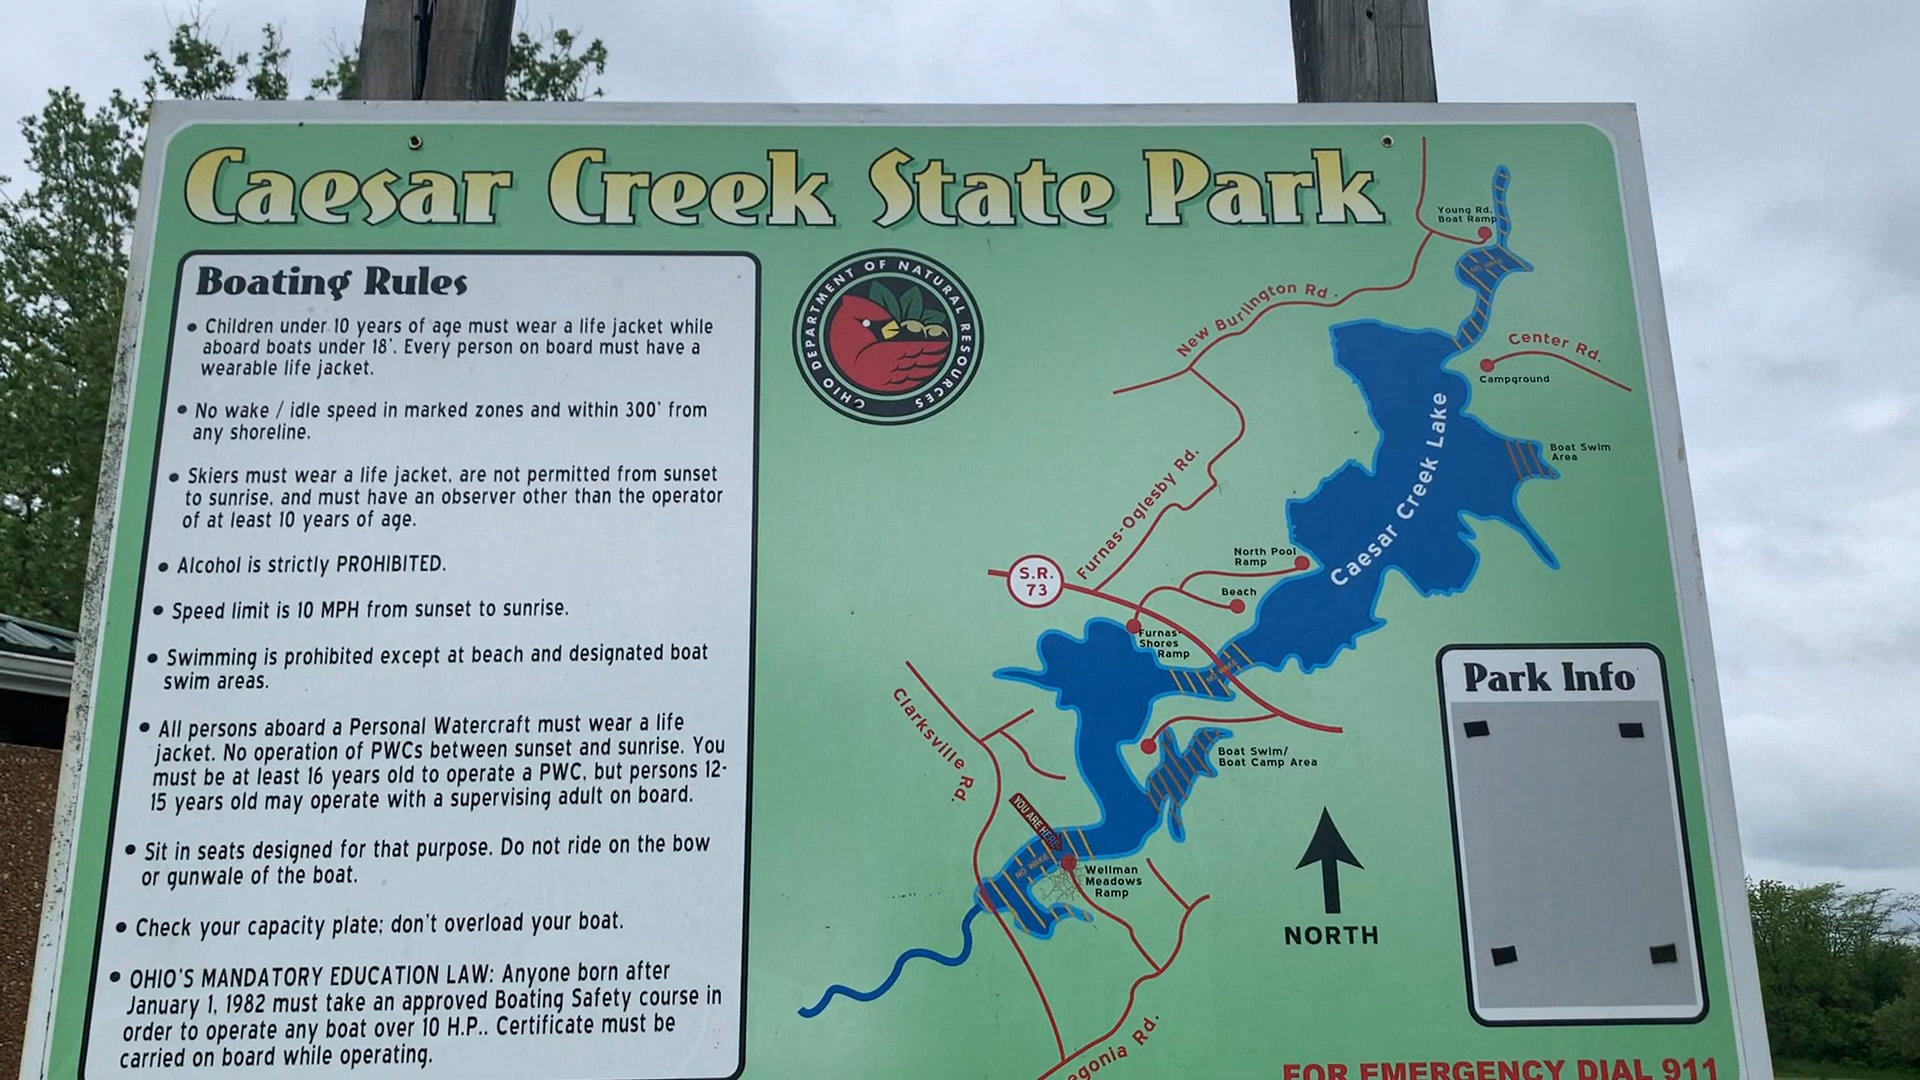 Caesar Creek State Park
Boating Rules
• Children under 10 years of age must wear a life jacket while
aboard boats under 18'. Every person on board must have a
wearable life jacket.
• No wake / idle speed in marked zones and within 300' from
any shoreline.
• Skiers must wear a life jacket, are not permitted from sunset
to sunrise, and must have an observer other than the operator
of at least 10 years of age.
• Alcohol is strictly PROHIBITED.
• Speed limit is 10 MPH from sunset to sunrise.
• Swimming is prohibited except at beach and designated boat
swim areas.
• All persons aboard a Personal Watercraft must wear a life
jacket. No operation of PWCs between sunset and sunrise. You
must be at least 16 years old to operate a PWC, but persons 12-
15 years old may operate with a supervising adult on board.
• Sit in seats designed for that purpose. Do not ride on the bow
or gunwale of the boat.
• Check your capacity plate; don't overload your boat.
• OHIO'S MANDATORY EDUCATION LAW: Anyone born after
January 1, 1982 must take an approved Boating Safety course in
order to operate any boat over 10 H.P.. Certificate must be
carried on board while operating.
OHIO DEPARTMENT OF NATURAL RESOURCES
Young Rd.
Boat Ramp
NO WAKE
New Burlington Rd.
Center Rd.
Campground
Caesar Creek Lake
Boat Swim
Area
Furnas-Oglesby Rd.
North Pool
Ramp
S.R.
73
Beach
Furnas-
Shores
Ramp
NO WAKE
Clarksville Rd.
Boat Swim/
Boat Camp Area
YOU ARE HERE
NO WAKE
Wellman
Meadows
Ramp
NORTH
egonia Rd.
Park Info
FOR EMERGENCY DIAL 911